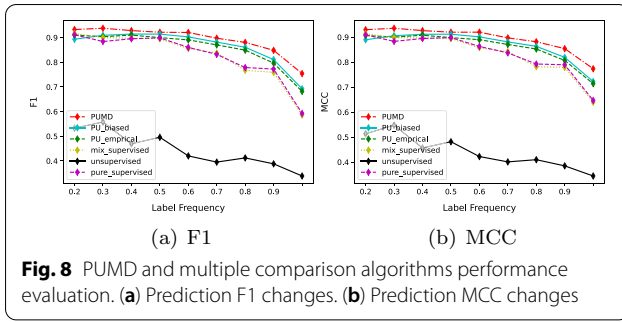 F1
0.9
0.8
0.7
0.6
0.5
0.4
PUMD
PU_biased
PU_emprical
mix_supervised
unsupervised
pure_supervised
0.2 0.3 0.4 0.5 0.6 0.7 0.8 0.9
Label Frequency
(a) F1
MCC
0.9
0.8
0.7
0.6
0.5
0.4
PUMD
PU_biased
PU_emprical
mix_supervised
unsupervised
pure_supervised
0.2 0.3 0.4 0.5 0.6 0.7 0.8 0.9
Label Frequency
(b) MCC
Fig. 8 PUMD and multiple comparison algorithms performance
evaluation. (a) Prediction F1 changes. (b) Prediction MCC changes